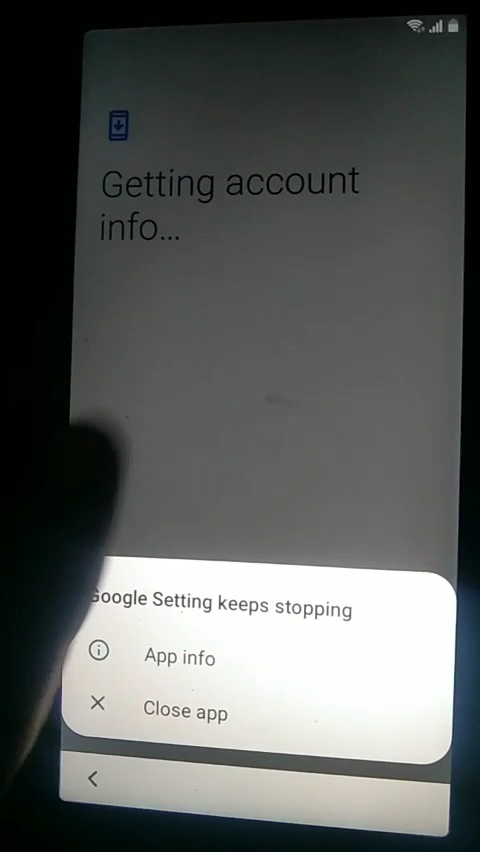 Getting account
info...
Google Setting keeps stopping
App info
Close app